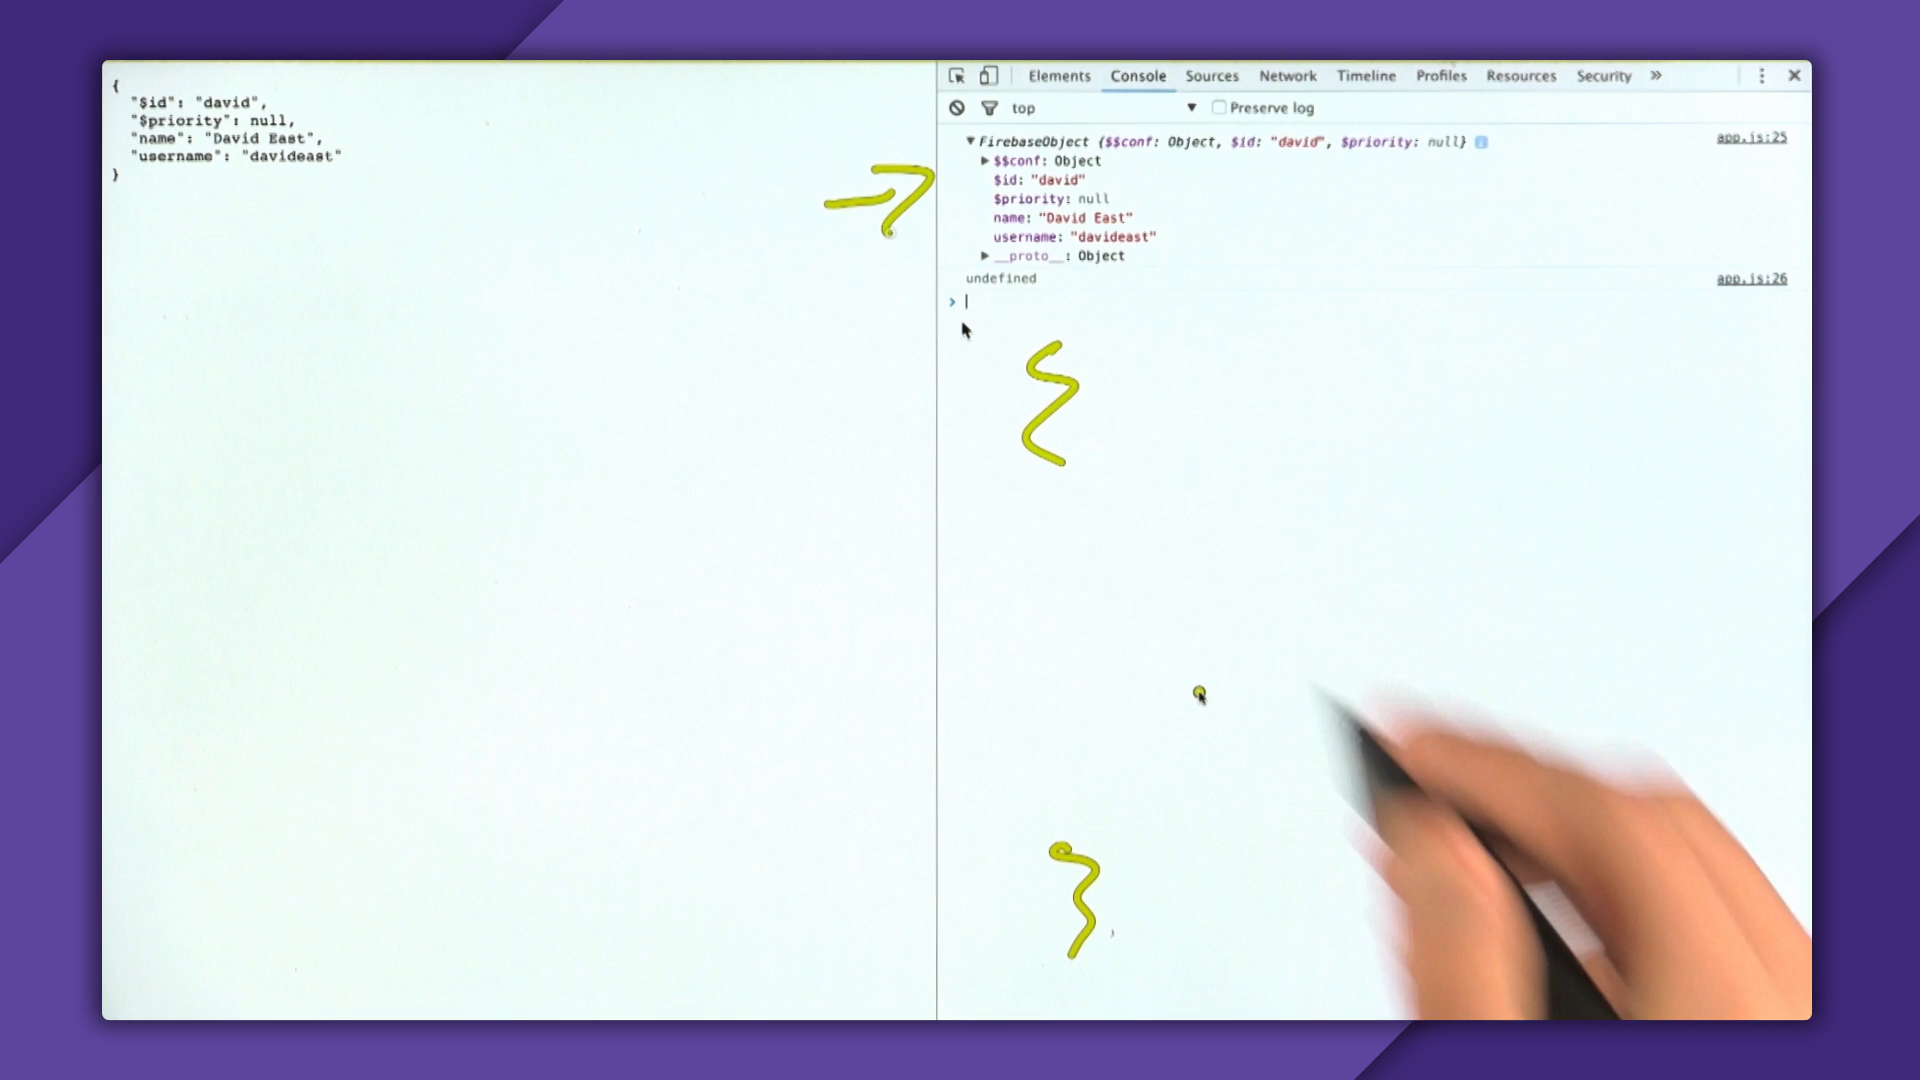 {
"$id": "david",
"$priority": null,
"name": "David East",
"username": "davideast"
}
Elements Console Sources Network Timeline Profiles Resources Security »
top Preserve log
FirebaseObject {$$conf: Object, $id: "david", $priority: null} app.js:25
$$conf: Object
$id: "david"
$priority: null
name: "David East"
username: "davideast"
__proto__: Object
undefined app.js:26
>
{
}